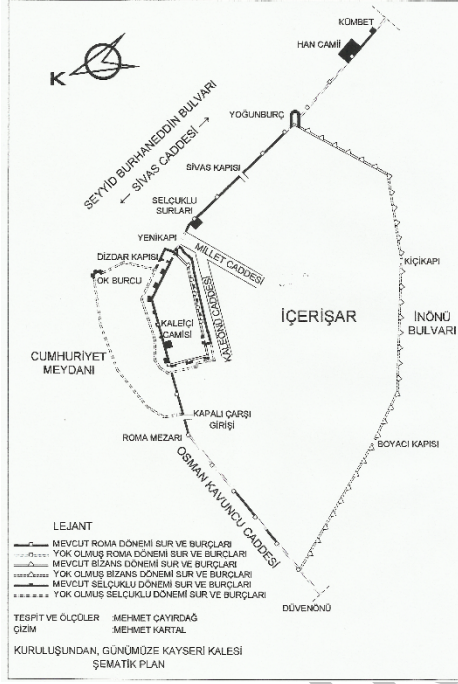 KÜMBET
HAN CAMİİ
K
YOĞUNBURÇ
SEYYİD BURHANEDDİN BULVARI
← SİVAS CADDESİ →
SİVAS KAPISI
SELÇUKLU
SURLARI
YENİKAPI
MİLLET CADDESİ
DİZDAR KAPISI
OK BURCU
KİÇİKAPI
KALEÖNÜ CADDESİ
İÇERİŞAR
İNÖNÜ
BULVARI
KALEİÇİ
CAMİSİ
CUMHURİYET
MEYDANI
KAPALI ÇARŞI
GİRİŞİ
ROMA MEZARI
BOYACI KAPISI
OSMAN KAVUNCU CADDESİ
DÜVENÖNÜ
LEJANT
MEVCUT ROMA DÖNEMİ SUR VE BURÇLARI
YOK OLMUŞ ROMA DÖNEMİ SUR VE BURÇLARI
MEVCUT BİZANS DÖNEMİ SUR VE BURÇLARI
YOK OLMUŞ BİZANS DÖNEMİ SUR VE BURÇLARI
MEVCUT SELÇUKLU DÖNEMİ SUR VE BURÇLARI
YOK OLMUŞ SELÇUKLU DÖNEMİ SUR VE BURÇLARI
TESPİT VE ÖLÇÜLER :MEHMET ÇAYIRDAĞ
ÇİZİM :MEHMET KARTAL
KURULUŞUNDAN, GÜNÜMÜZE KAYSERİ KALESİ
ŞEMATİK PLAN